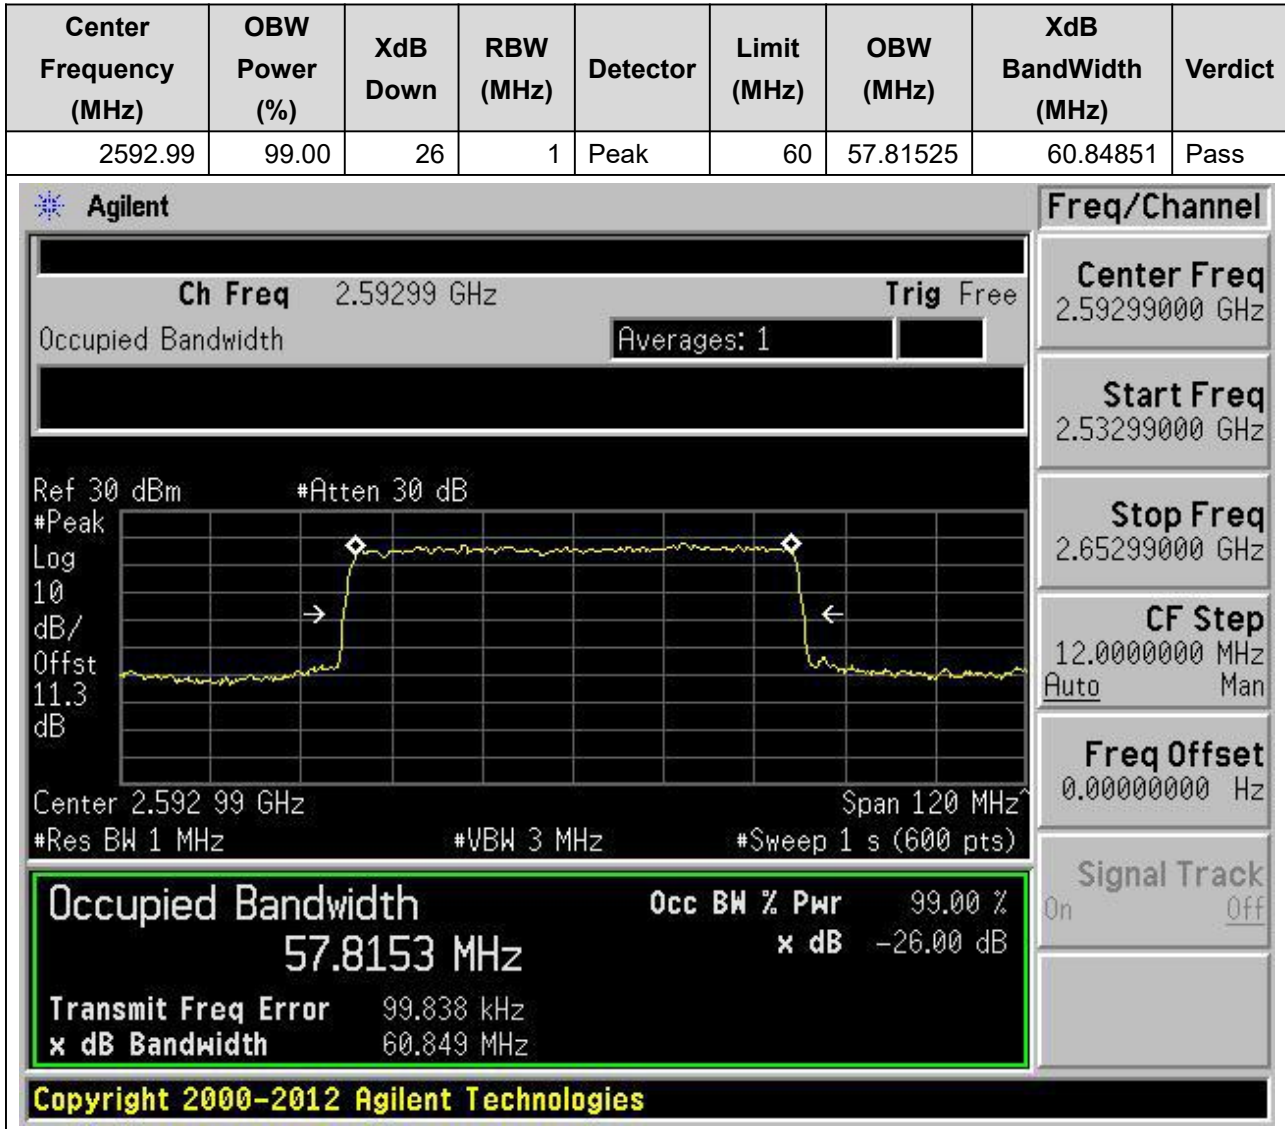 Center Frequency (MHz) OBW Power (%) XdB Down RBW (MHz) Detector Limit (MHz) OBW (MHz) XdB BandWidth (MHz) Verdict
2592.99 99.00 26 1 Peak 60 57.81525 60.84851 Pass
Agilent
Freq/Channel
Ch Freq 2.59299 GHz Trig Free
Occupied Bandwidth Averages: 1
Center Freq
2.59299000 GHz
Start Freq
2.53299000 GHz
Stop Freq
2.65299000 GHz
CF Step
12.0000000 MHz
Auto Man
Freq Offset
0.00000000 Hz
Signal Track
On Off
Ref 30 dBm #Atten 30 dB
#Peak
Log
10
dB/
Offst
11.3
dB
Center 2.592 99 GHz Span 120 MHz^
#Res BW 1 MHz #VBW 3 MHz #Sweep 1 s (600 pts)
Occupied Bandwidth Occ BW % Pwr 99.00 %
57.8153 MHz x dB -26.00 dB
Transmit Freq Error 99.838 kHz
x dB Bandwidth 60.849 MHz
Copyright 2000-2012 Agilent Technologies